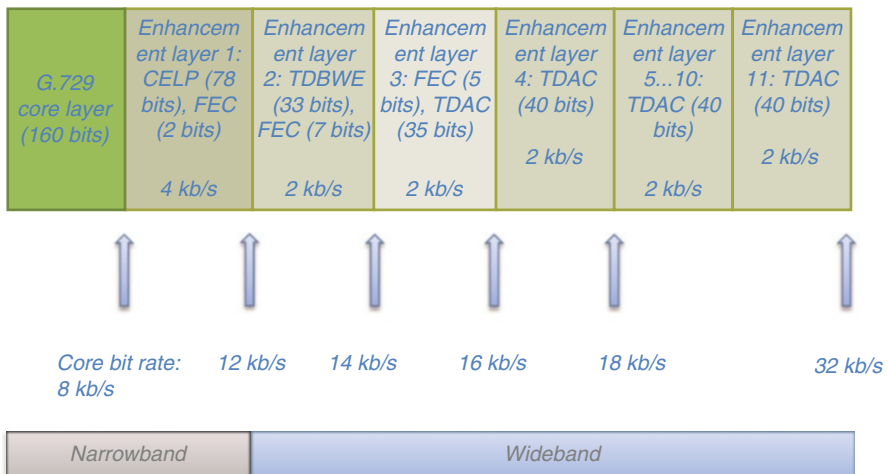 G.729
core layer
(160 bits)
Enhancem
ent layer 1:
CELP (78
bits), FEC
(2 bits)
4 kb/s
Enhancem
ent layer
2: TDBWE
(33 bits),
FEC (7 bits)
2 kb/s
Enhancem
ent layer
3: FEC (5
bits), TDAC
(35 bits)
2 kb/s
Enhancem
ent layer
4: TDAC
(40 bits)
2 kb/s
Enhancem
ent layer
5...10:
TDAC (40
bits)
2 kb/s
Enhancem
ent layer
11: TDAC
(40 bits)
2 kb/s
Core bit rate:
8 kb/s
12 kb/s
14 kb/s
16 kb/s
18 kb/s
32 kb/s
Narrowband
Wideband